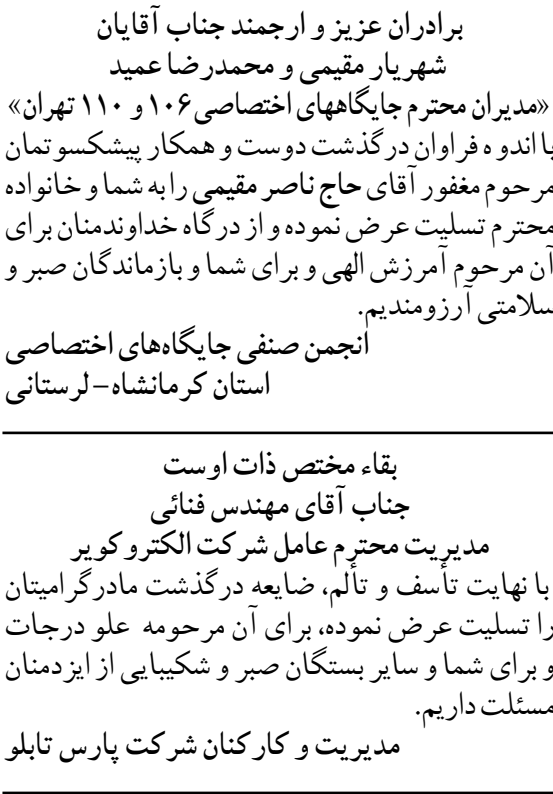 برادران عزیز و ارجمند جناب آقایان
شهریار مقیمی و محمدرضا عمید
«مدیران محترم جایگاههای اختصاصی۱۰۶ و ۱۱۰ تهران»
با اندوه فراوان درگذشت دوست و همکار پیشکسوتمان
مرحوم مغفور آقای حاج ناصر مقیمی را به شما و خانواده
محترم تسلیت عرض نموده و از درگاه خداوندمنان برای
آن مرحوم آمرزش الهی و برای شما و بازماندگان صبر و
سلامتی آرزومندیم.
انجمن صنفی جایگاه‌های اختصاصی
استان کرمانشاه–لرستانی
بقاء مختص ذات اوست
جناب آقای مهندس فنائی
مدیریت محترم عامل شرکت الکتروکویر
با نهایت تأسف و تألم، ضایعه درگذشت مادرگرامیتان
را تسلیت عرض نموده، برای آن مرحومه علو درجات
و برای شما و سایر بستگان صبر و شکیبایی از ایزدمنان
مسئلت داریم.
مدیریت و کارکنان شرکت پارس تابلو